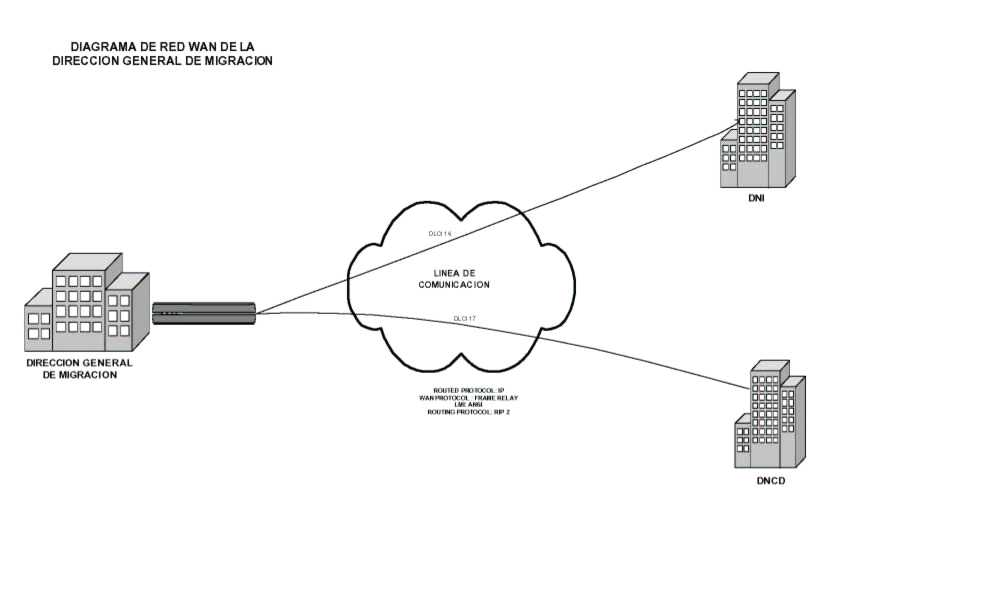 DIAGRAMA DE RED WAN DE LA
DIRECCION GENERAL DE MIGRACION
DNI
DLCI 16
LINEA DE
COMUNICACION
DLCI 17
DIRECCION GENERAL
DE MIGRACION
ROUTED PROTOCOL: IP
WAN PROTOCOL : FRAME RELAY
LMI: ANSI
ROUTING PROTOCOL: RIP 2
DNCD